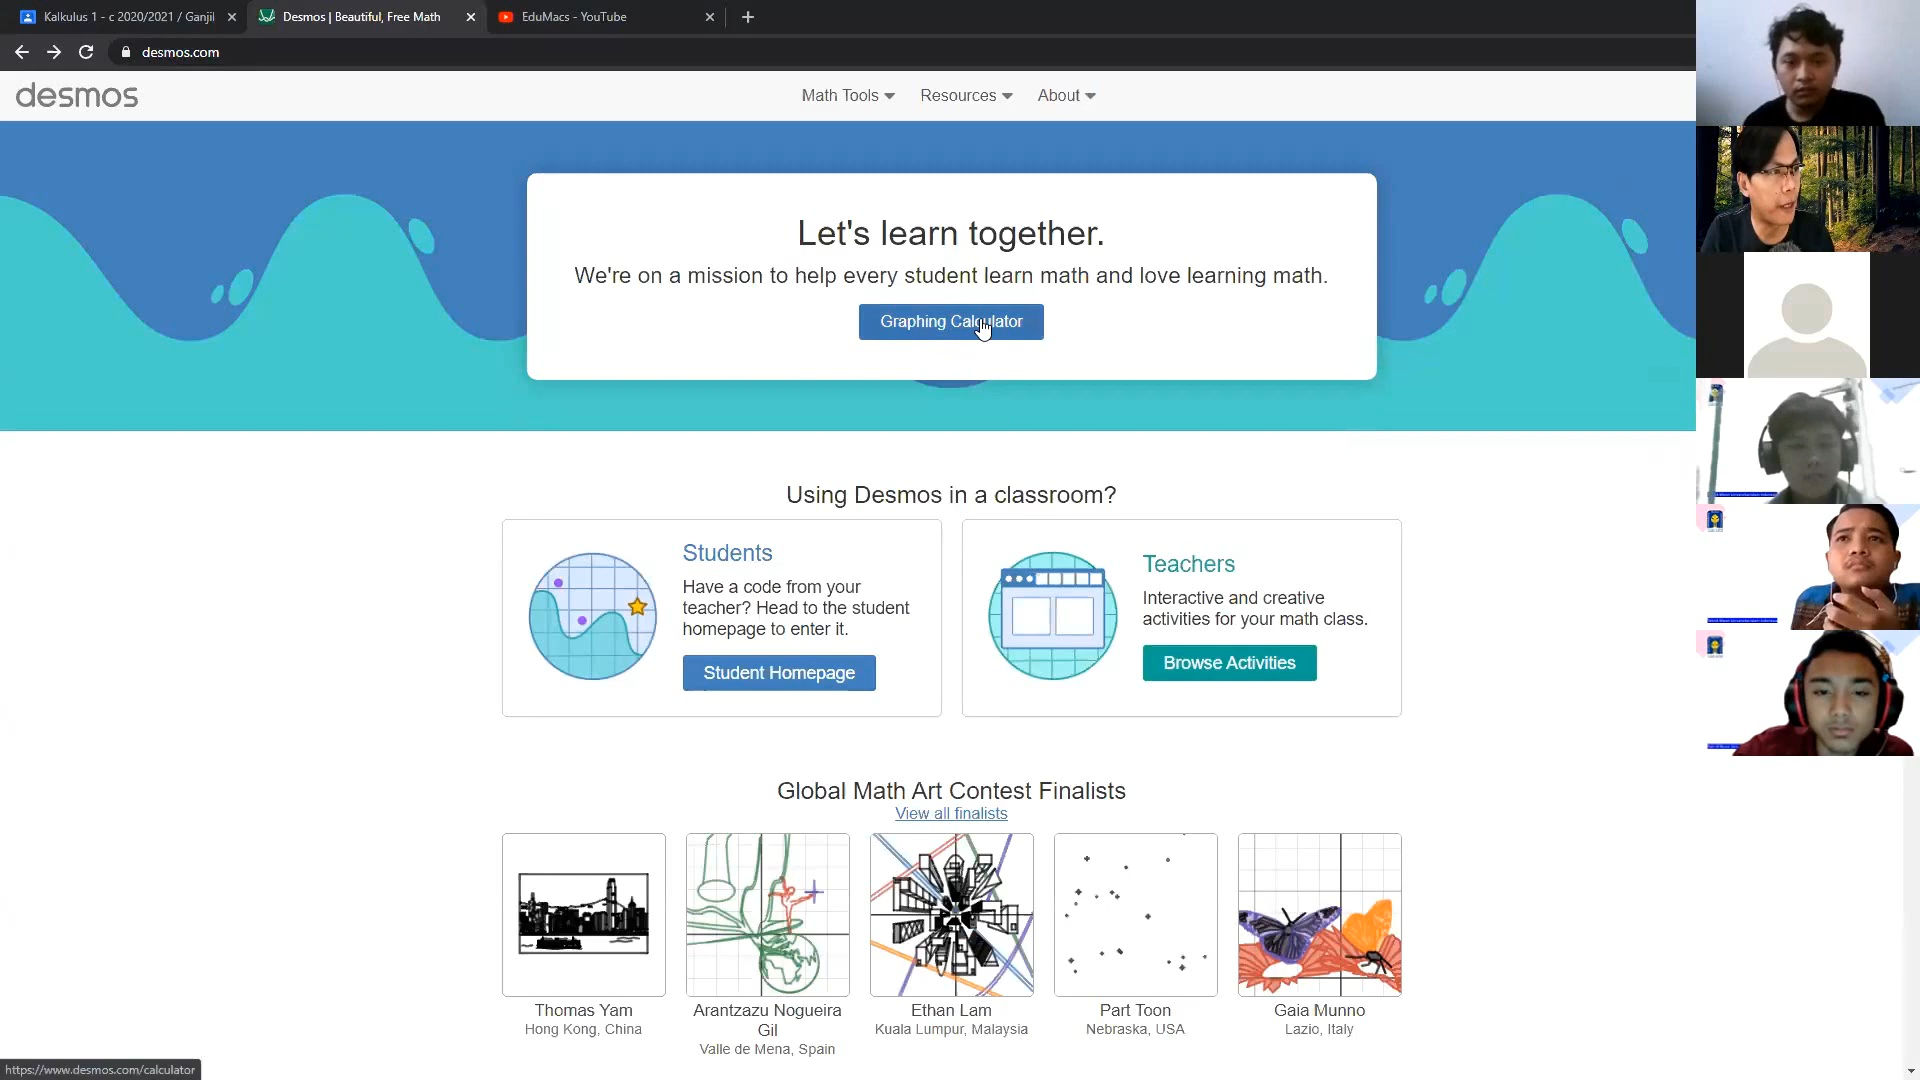 Kalkulus 1 - c 2020/2021 / Ganjil
Desmos | Beautiful, Free Math
EduMacs - YouTube
desmos.com
desmos
Math Tools
Resources
About
Let's learn together.
We're on a mission to help every student learn math and love learning math.
Graphing Calculator
Using Desmos in a classroom?
Students
Have a code from your
teacher? Head to the student
homepage to enter it.
Student Homepage
Teachers
Interactive and creative
activities for your math class.
Browse Activities
Global Math Art Contest Finalists
View all finalists
Thomas Yam
Hong Kong, China
Arantzazu Nogueira
Gil
Valle de Mena, Spain
Ethan Lam
Kuala Lumpur, Malaysia
Part Toon
Nebraska, USA
Gaia Munno
Lazio, Italy
https://www.desmos.com/calculator